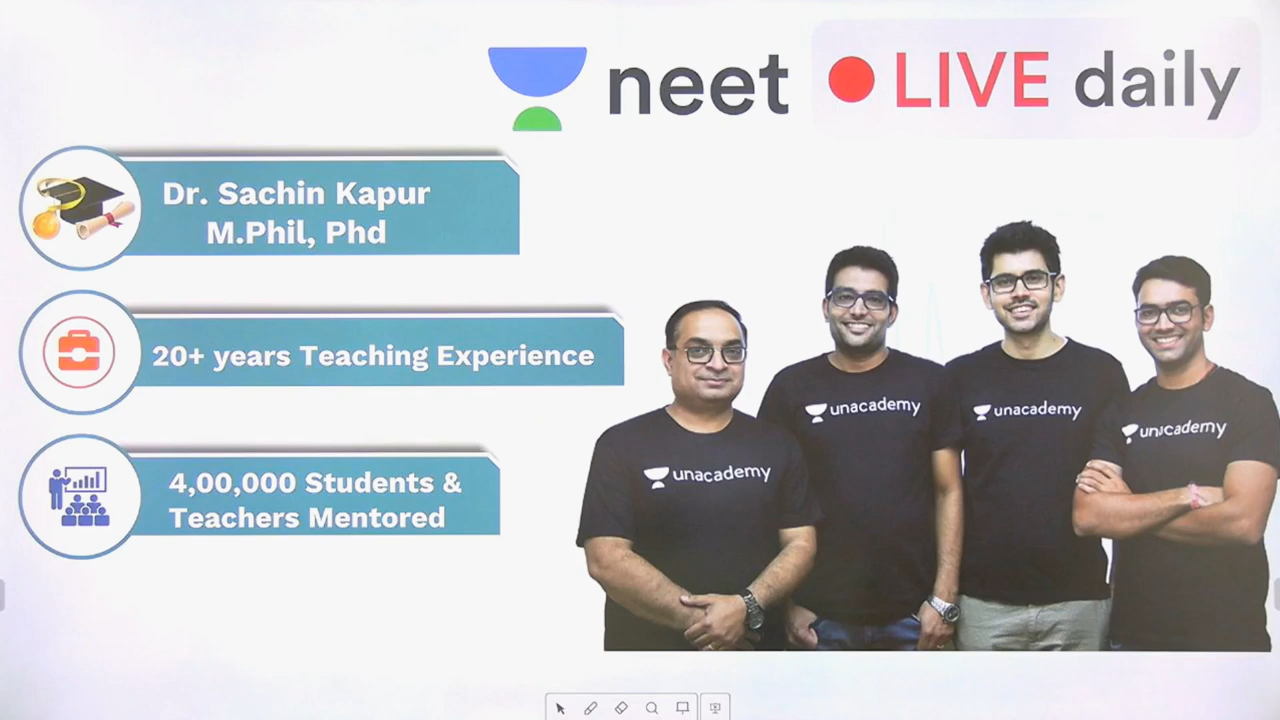 neet LIVE daily
Dr. Sachin Kapur
M.Phil, Phd
20+ years Teaching Experience
4,00,000 Students &
Teachers Mentored
unacademy
unacademy
unacademy
unacademy